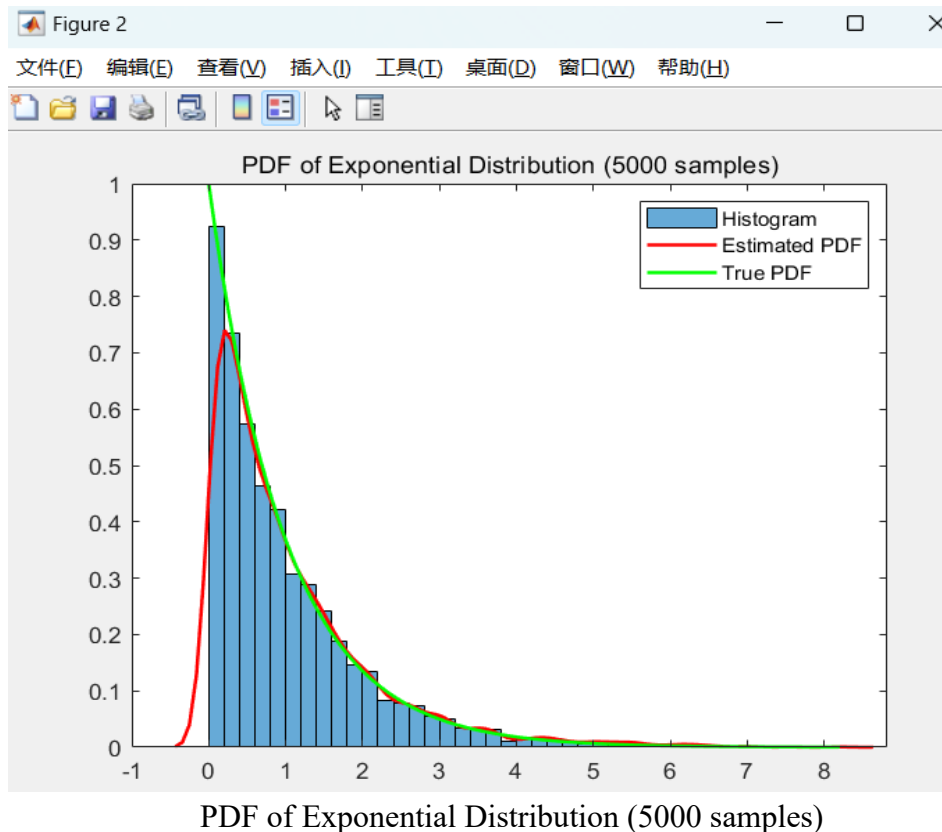 Figure 2
文件(F) 编辑(E) 查看(V) 插入(I) 工具(T) 桌面(D) 窗口(W) 帮助(H)
PDF of Exponential Distribution (5000 samples)
1
0.9
0.8
0.7
0.6
0.5
0.4
0.3
0.2
0.1
0
-1 0 1 2 3 4 5 6 7 8
Histogram
Estimated PDF
True PDF
PDF of Exponential Distribution (5000 samples)